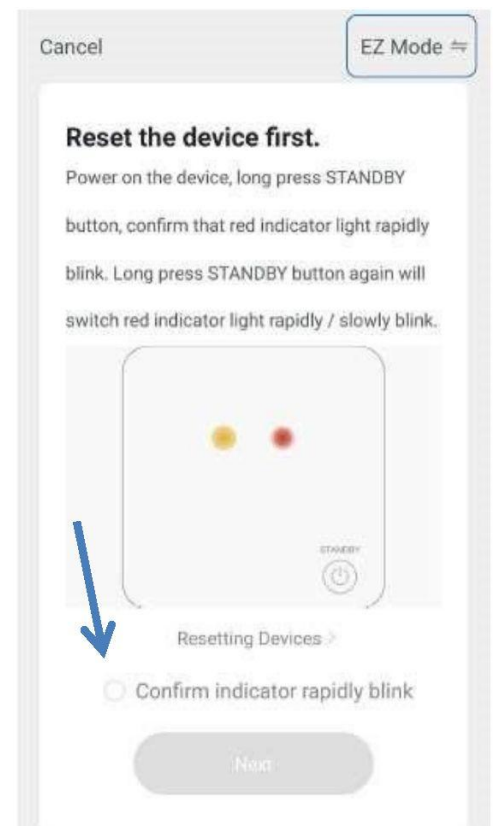 Cancel
EZ Mode ⇋
Reset the device first.
Power on the device, long press STANDBY
button, confirm that red indicator light rapidly
blink. Long press STANDBY button again will
switch red indicator light rapidly / slowly blink.
STANDBY
Resetting Devices >
Confirm indicator rapidly blink
Next